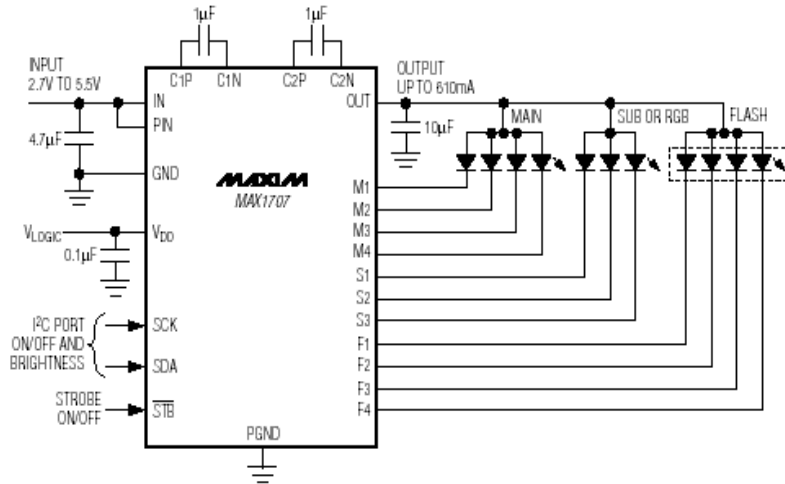 1μF
1μF
INPUT
2.7V TO 5.5V
C1P
C1N
C2P
C2N
OUTPUT
UP TO 610mA
IN
OUT
PIN
MAIN
SUB OR RGB
FLASH
4.7μF
10μF
GND
MAXIM
MAX1707
M1
M2
M3
M4
VLOGIC
VDD
0.1μF
S1
S2
S3
I²C PORT
ON/OFF AND
BRIGHTNESS
SCK
SDA
F1
F2
F3
F4
STROBE
ON/OFF
STB
PGND